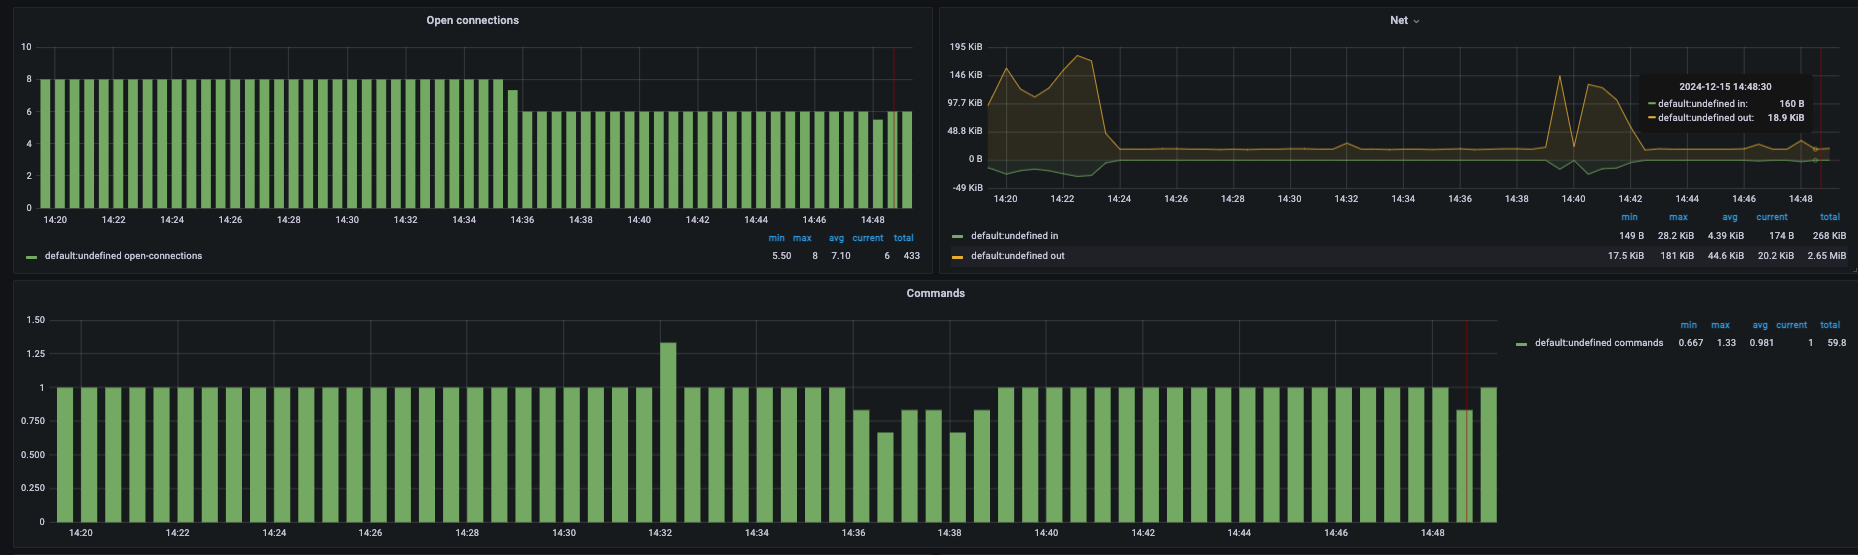 Open connections
10
8
6
4
2
0
14:20 14:22 14:24 14:26 14:28 14:30 14:32 14:34 14:36 14:38 14:40 14:42 14:44 14:46 14:48
min max avg current total
default:undefined open-connections 5.50 8 7.10 6 433
Net
195 KiB
146 KiB
97.7 KiB
48.8 KiB
0 B
-49 KiB
2024-12-15 14:48:30
default:undefined in: 160 B
default:undefined out: 18.9 KiB
14:20 14:22 14:24 14:26 14:28 14:30 14:32 14:34 14:36 14:38 14:40 14:42 14:44 14:46 14:48
min max avg current total
default:undefined in 149 B 28.2 KiB 4.39 KiB 174 B 268 KiB
default:undefined out 17.5 KiB 181 KiB 44.6 KiB 20.2 KiB 2.65 MiB
Commands
1.50
1.25
1
0.750
0.500
0.250
0
14:20 14:22 14:24 14:26 14:28 14:30 14:32 14:34 14:36 14:38 14:40 14:42 14:44 14:46 14:48
min max avg current total
default:undefined commands 0.667 1.33 0.981 1 59.8